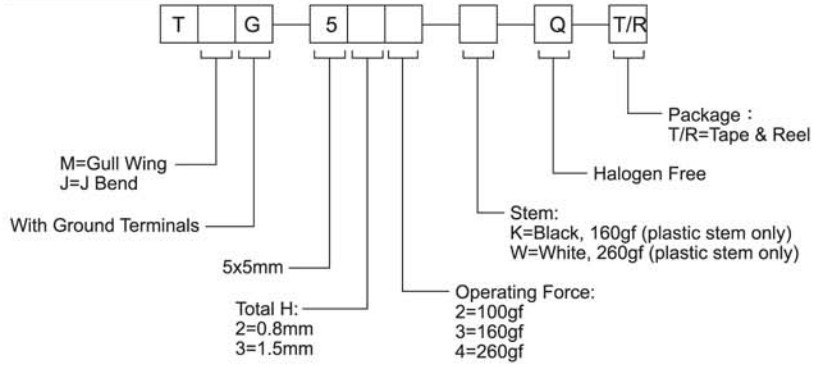 T G 5 Q T/R
Package :
T/R=Tape & Reel
M=Gull Wing
J=J Bend
Halogen Free
With Ground Terminals
Stem:
K=Black, 160gf (plastic stem only)
W=White, 260gf (plastic stem only)
5x5mm
Total H:
2=0.8mm
3=1.5mm
Operating Force:
2=100gf
3=160gf
4=260gf